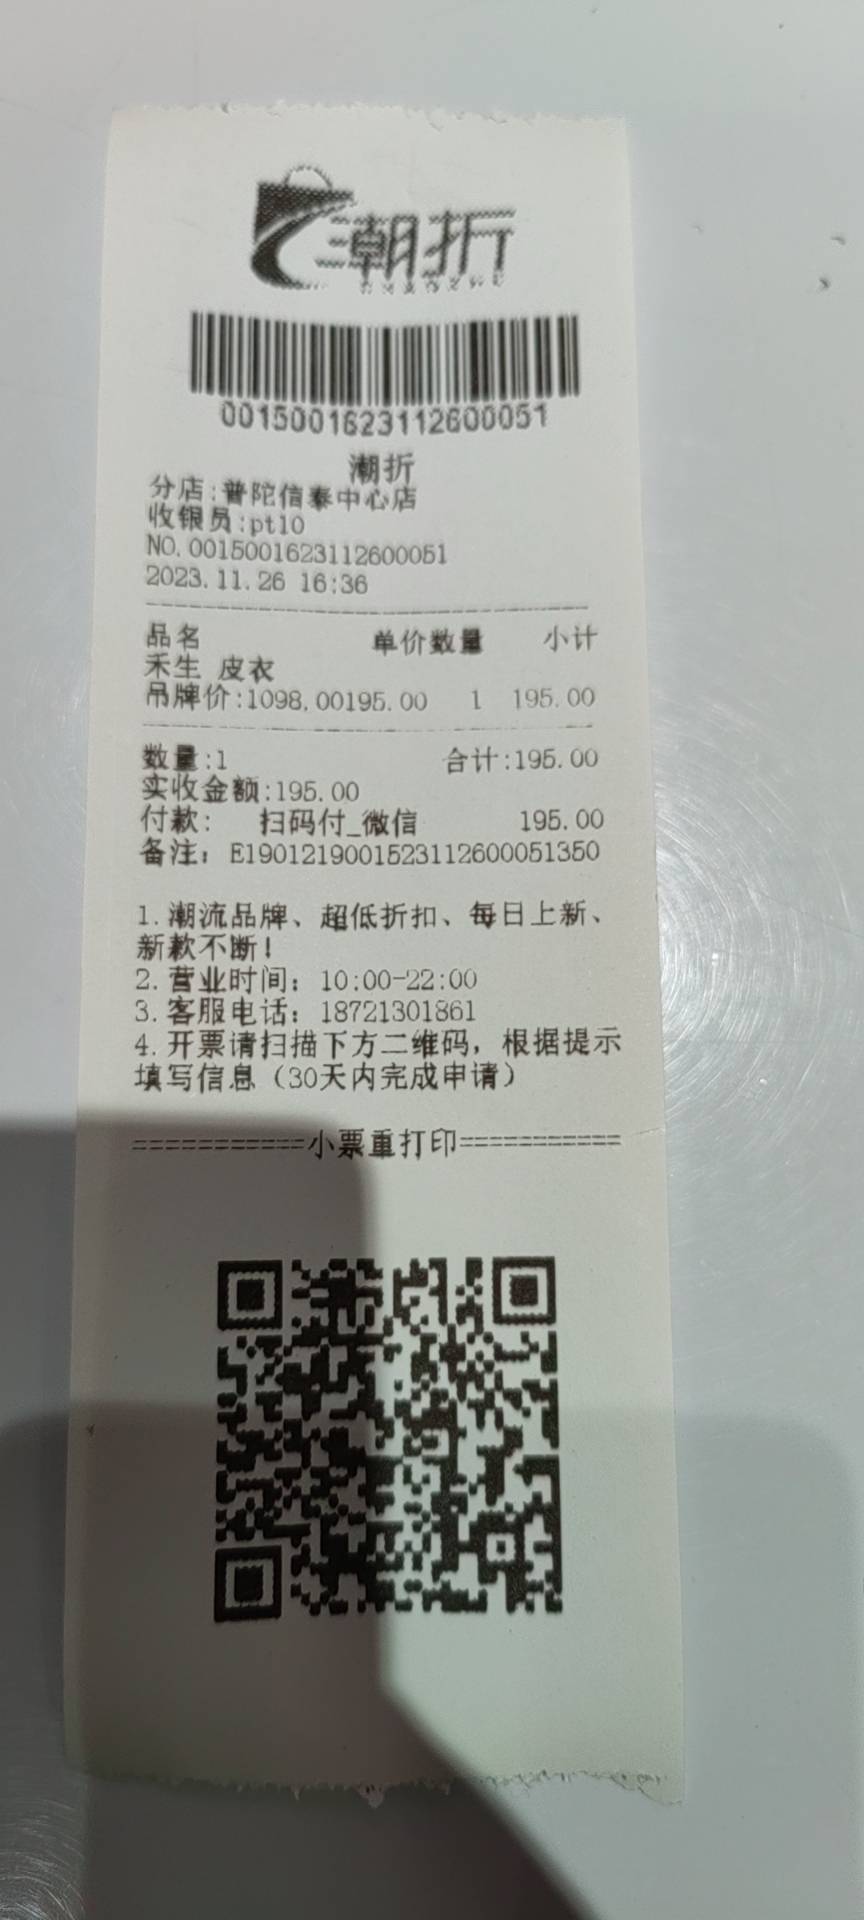 潮折
CHAOZHE
0015001623112600051
潮折
分店:普陀信泰中心店
收银员:pt10
NO.0015001623112600051
2023.11.26 16:36
品名 单价数量 小计
禾生 皮衣
吊牌价:1098.00195.00 1 195.00
数量:1 合计:195.00
实收金额:195.00
付款: 扫码付_微信 195.00
备注: E1901219001523112600051350
1.潮流品牌、超低折扣、每日上新、
新款不断!
2.营业时间: 10:00-22:00
3.客服电话: 18721301861
4.开票请扫描下方二维码, 根据提示
填写信息 (30天内完成申请)
===========小票重打印===========